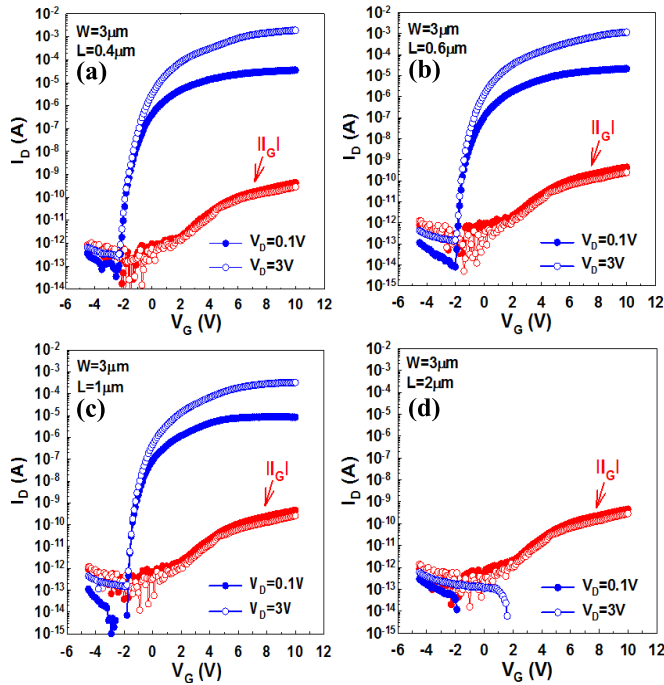 W=3μm
L=0.4μm
(a)
10⁻² 10⁻³ 10⁻⁴ 10⁻⁵ 10⁻⁶ 10⁻⁷ 10⁻⁸ 10⁻⁹ 10⁻¹⁰ 10⁻¹¹ 10⁻¹² 10⁻¹³ 10⁻¹⁴
I_D (A)
|I_G|
V_D=0.1V
V_D=3V
-6 -4 -2 0 2 4 6 8 10 12
V_G (V)
W=3μm
L=0.6μm
(b)
10⁻² 10⁻³ 10⁻⁴ 10⁻⁵ 10⁻⁶ 10⁻⁷ 10⁻⁸ 10⁻⁹ 10⁻¹⁰ 10⁻¹¹ 10⁻¹² 10⁻¹³ 10⁻¹⁴ 10⁻¹⁵
I_D (A)
|I_G|
V_D=0.1V
V_D=3V
-6 -4 -2 0 2 4 6 8 10 12
V_G (V)
W=3μm
L=1μm
(c)
10⁻² 10⁻³ 10⁻⁴ 10⁻⁵ 10⁻⁶ 10⁻⁷ 10⁻⁸ 10⁻⁹ 10⁻¹⁰ 10⁻¹¹ 10⁻¹² 10⁻¹³ 10⁻¹⁴ 10⁻¹⁵
I_D (A)
|I_G|
V_D=0.1V
V_D=3V
-6 -4 -2 0 2 4 6 8 10 12
V_G (V)
W=3μm
L=2μm
(d)
10⁻² 10⁻³ 10⁻⁴ 10⁻⁵ 10⁻⁶ 10⁻⁷ 10⁻⁸ 10⁻⁹ 10⁻¹⁰ 10⁻¹¹ 10⁻¹² 10⁻¹³ 10⁻¹⁴ 10⁻¹⁵
I_D (A)
|I_G|
V_D=0.1V
V_D=3V
-6 -4 -2 0 2 4 6 8 10 12
V_G (V)